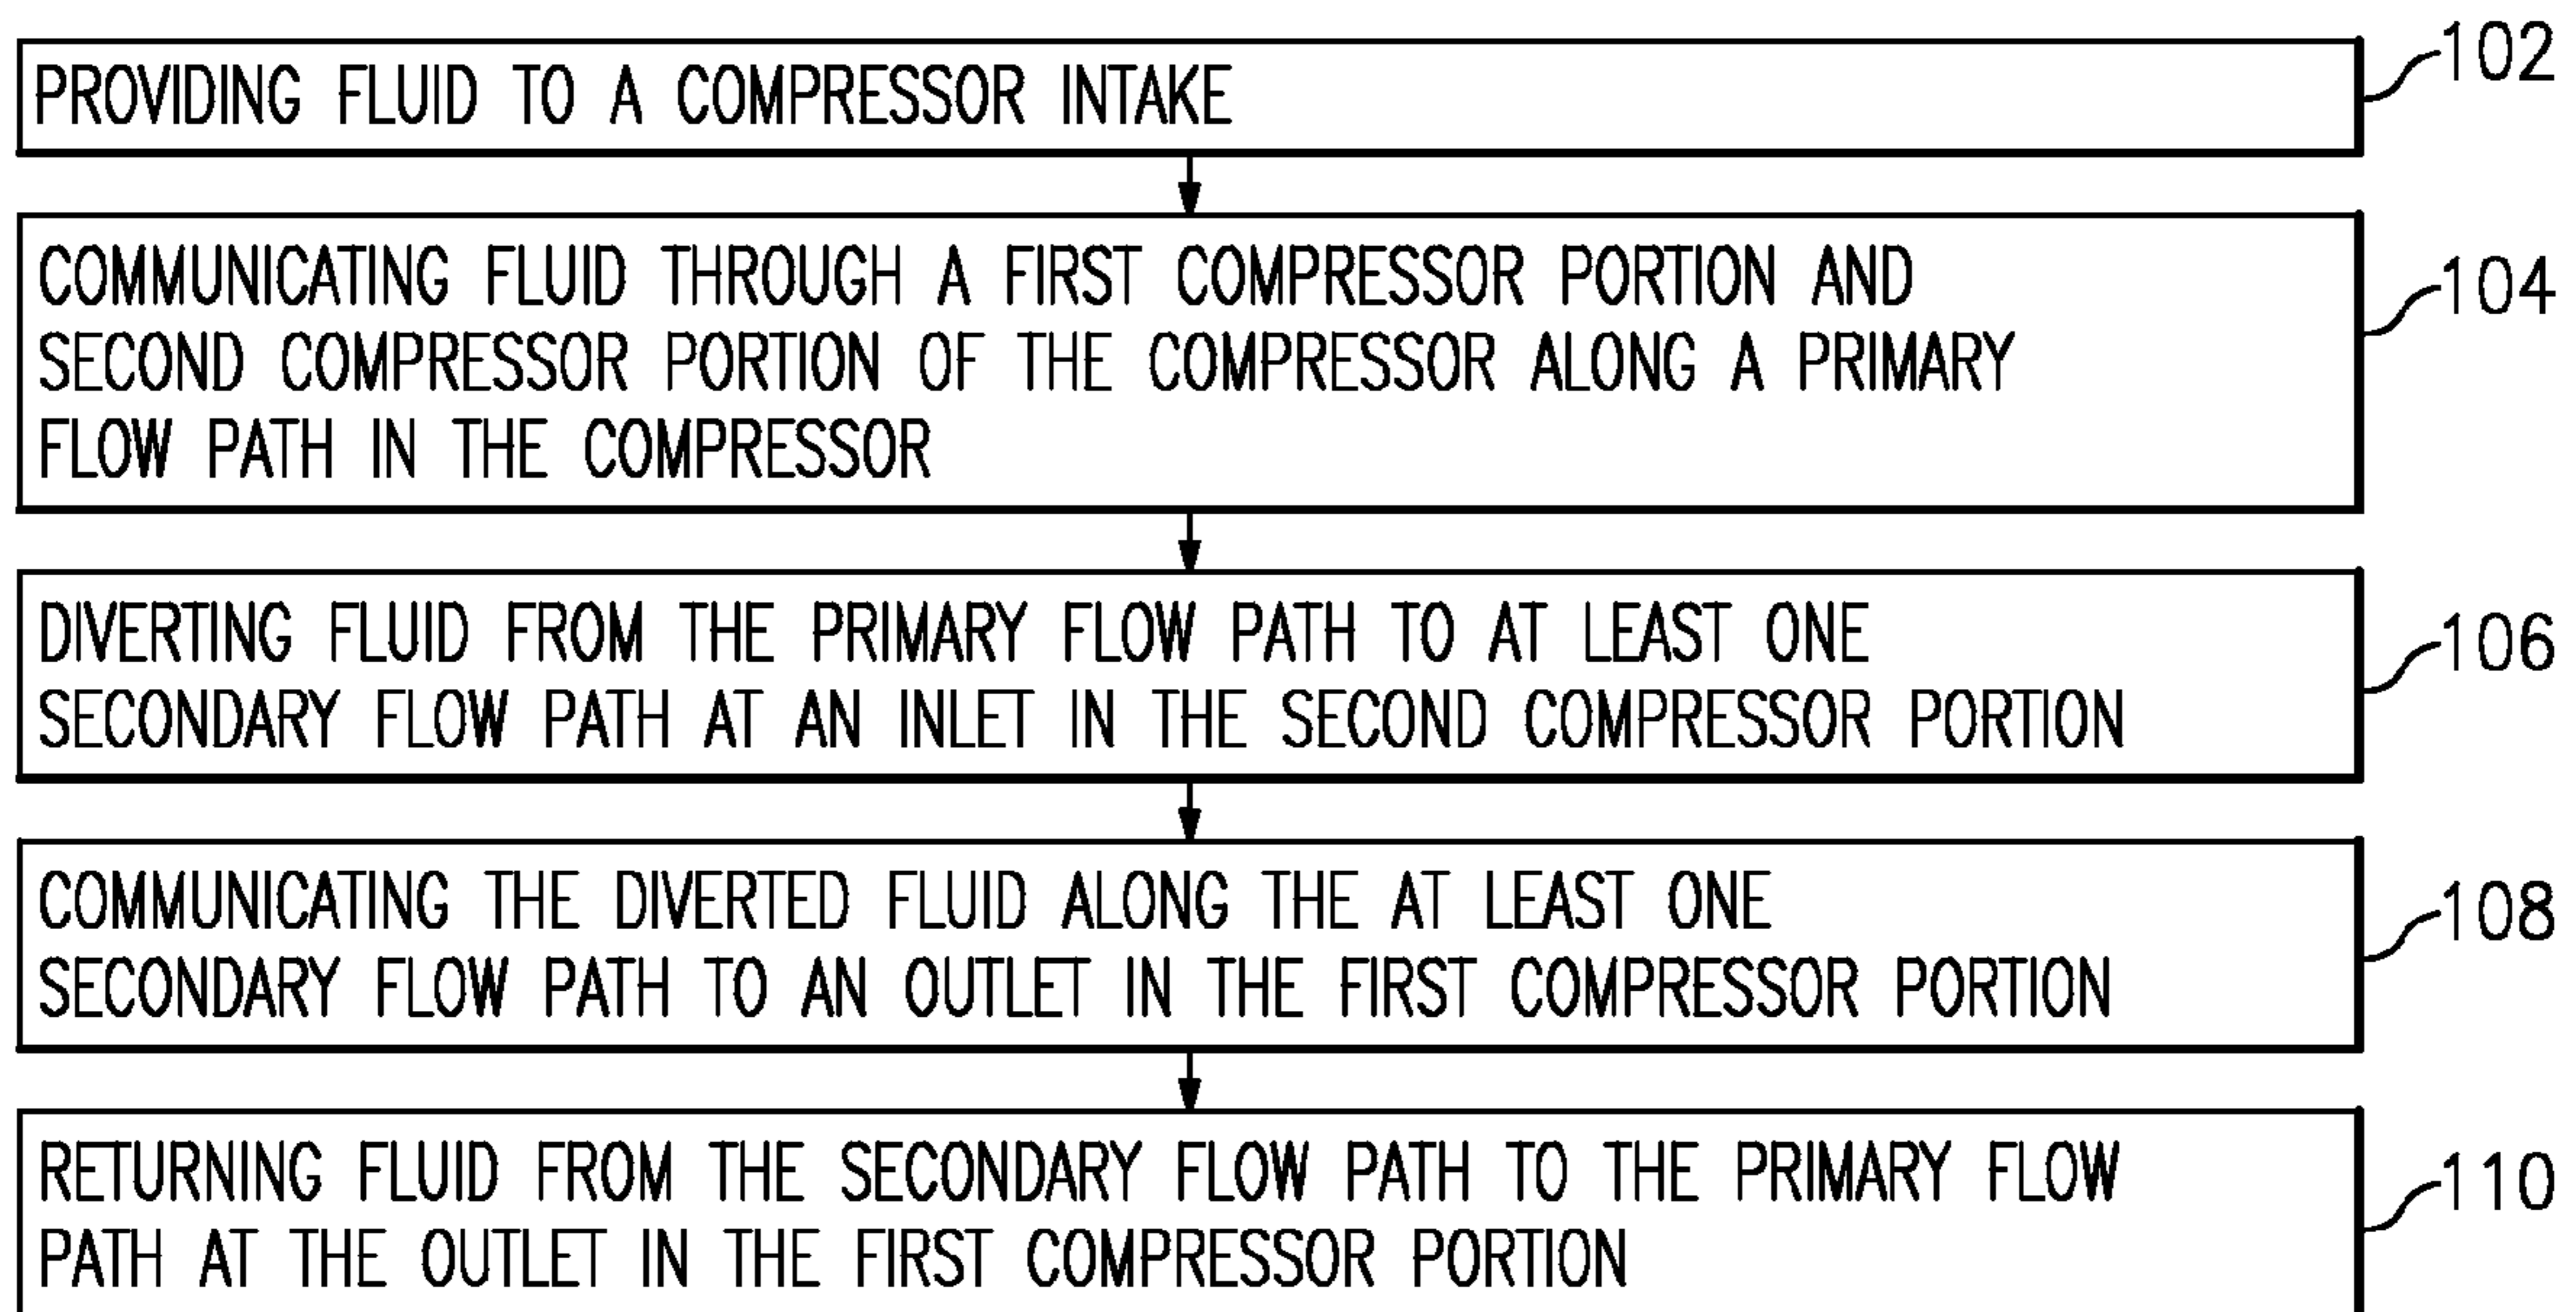 PROVIDING FLUID TO A COMPRESSOR INTAKE
102
COMMUNICATING FLUID THROUGH A FIRST COMPRESSOR PORTION AND
SECOND COMPRESSOR PORTION OF THE COMPRESSOR ALONG A PRIMARY
FLOW PATH IN THE COMPRESSOR
104
DIVERTING FLUID FROM THE PRIMARY FLOW PATH TO AT LEAST ONE
SECONDARY FLOW PATH AT AN INLET IN THE SECOND COMPRESSOR PORTION
106
COMMUNICATING THE DIVERTED FLUID ALONG THE AT LEAST ONE
SECONDARY FLOW PATH TO AN OUTLET IN THE FIRST COMPRESSOR PORTION
108
RETURNING FLUID FROM THE SECONDARY FLOW PATH TO THE PRIMARY FLOW
PATH AT THE OUTLET IN THE FIRST COMPRESSOR PORTION
110